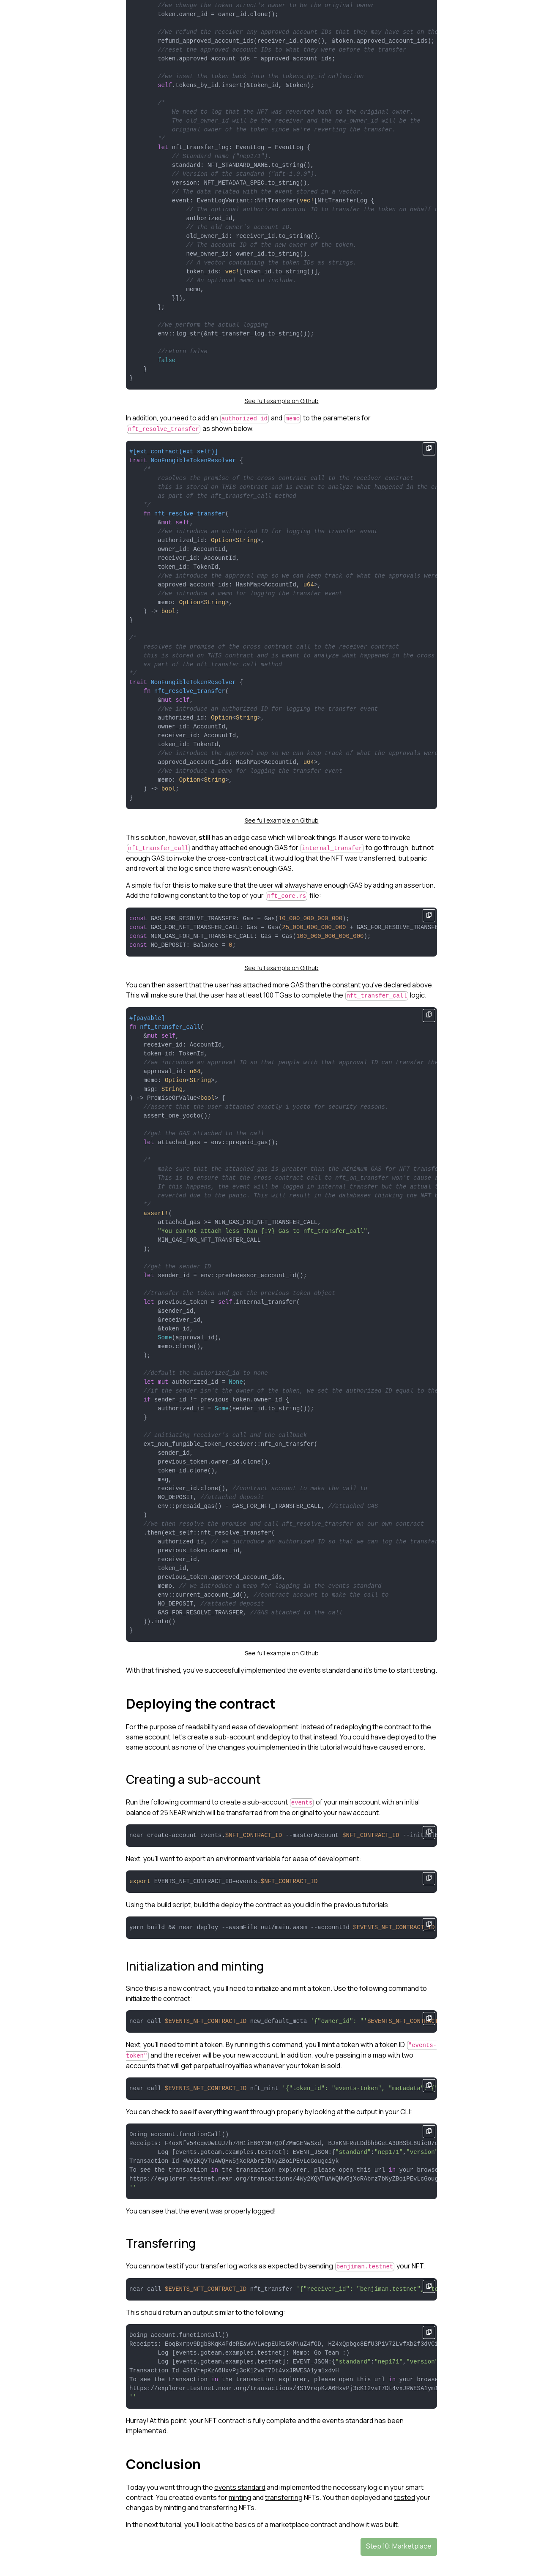 //we change the token struct's owner to be the original owner
token.owner_id = owner_id.clone();
//we refund the receiver any approved account IDs that they may have set on the
refund_approved_account_ids(receiver_id.clone(), &token.approved_account_ids);
//reset the approved account IDs to what they were before the transfer
token.approved_account_ids = approved_account_ids;
//we inset the token back into the tokens_by_id collection
self.tokens_by_id.insert(&token_id, &token);
/*
We need to log that the NFT was reverted back to the original owner.
The old_owner_id will be the receiver and the new_owner_id will be the
original owner of the token since we're reverting the transfer.
*/
let nft_transfer_log: EventLog = EventLog {
// Standard name ("nep171").
standard: NFT_STANDARD_NAME.to_string(),
// Version of the standard ("nft-1.0.0").
version: NFT_METADATA_SPEC.to_string(),
// The data related with the event stored in a vector.
event: EventLogVariant::NftTransfer(vec![NftTransferLog {
// The optional authorized account ID to transfer the token on behalf
authorized_id,
// The old owner's account ID.
old_owner_id: receiver_id.to_string(),
// The account ID of the new owner of the token.
new_owner_id: owner_id.to_string(),
// A vector containing the token IDs as strings.
token_ids: vec![token_id.to_string()],
// An optional memo to include.
memo,
}]),
};
//we perform the actual logging
env::log_str(&nft_transfer_log.to_string());
//return false
false
}
}
See full example on Github
In addition, you need to add an authorized_id and memo to the parameters for
nft_resolve_transfer as shown below.
#[ext_contract(ext_self)]
trait NonFungibleTokenResolver {
/*
resolves the promise of the cross contract call to the receiver contract
this is stored on THIS contract and is meant to analyze what happened in the
as part of the nft_transfer_call method
*/
fn nft_resolve_transfer(
&mut self,
//we introduce an authorized ID for logging the transfer event
authorized_id: Option<String>,
owner_id: AccountId,
receiver_id: AccountId,
token_id: TokenId,
//we introduce the approval map so we can keep track of what the approvals were
approved_account_ids: HashMap<AccountId, u64>,
//we introduce a memo for logging the transfer event
memo: Option<String>,
) -> bool;
}
/*
resolves the promise of the cross contract call to the receiver contract
this is stored on THIS contract and is meant to analyze what happened in the cross
as part of the nft_transfer_call method
*/
trait NonFungibleTokenResolver {
fn nft_resolve_transfer(
&mut self,
//we introduce an authorized ID for logging the transfer event
authorized_id: Option<String>,
owner_id: AccountId,
receiver_id: AccountId,
token_id: TokenId,
//we introduce the approval map so we can keep track of what the approvals were
approved_account_ids: HashMap<AccountId, u64>,
//we introduce a memo for logging the transfer event
memo: Option<String>,
) -> bool;
}
See full example on Github
This solution, however, still has an edge case which will break things. If a user were to invoke
nft_transfer_call and they attached enough GAS for internal_transfer to go through, but not
enough GAS to invoke the cross-contract call, it would log that the NFT was transferred, but panic
and revert all the logic since there wasn't enough GAS.
A simple fix for this is to make sure that the user will always have enough GAS by adding an assertion.
Add the following constant to the top of your nft_core.rs file:
const GAS_FOR_RESOLVE_TRANSFER: Gas = Gas(10_000_000_000_000);
const GAS_FOR_NFT_TRANSFER_CALL: Gas = Gas(25_000_000_000_000 + GAS_FOR_RESOLVE_TRANSFE
const MIN_GAS_FOR_NFT_TRANSFER_CALL: Gas = Gas(100_000_000_000_000);
const NO_DEPOSIT: Balance = 0;
See full example on Github
You can then assert that the user has attached more GAS than the constant you've declared above.
This will make sure that the user has at least 100 TGas to complete the nft_transfer_call logic.
#[payable]
fn nft_transfer_call(
&mut self,
receiver_id: AccountId,
token_id: TokenId,
//we introduce an approval ID so that people with that approval ID can transfer
approval_id: u64,
memo: Option<String>,
msg: String,
) -> PromiseOrValue<bool> {
//assert that the user attached exactly 1 yocto for security reasons.
assert_one_yocto();
//get the GAS attached to the call
let attached_gas = env::prepaid_gas();
/*
make sure that the attached gas is greater than the minimum GAS for NFT
This is to ensure that the cross contract call to nft_on_transfer won't cause
If this happens, the event will be logged in internal_transfer but the actual
reverted due to the panic. This will result in the databases thinking the NFT
*/
assert!(
attached_gas >= MIN_GAS_FOR_NFT_TRANSFER_CALL,
"You cannot attach less than {:?} Gas to nft_transfer_call",
MIN_GAS_FOR_NFT_TRANSFER_CALL
);
//get the sender ID
let sender_id = env::predecessor_account_id();
//transfer the token and get the previous token object
let previous_token = self.internal_transfer(
&sender_id,
&receiver_id,
&token_id,
Some(approval_id),
memo.clone(),
);
//default the authorized_id to none
let mut authorized_id = None;
//if the sender isn't the owner of the token, we set the authorized ID equal to the
if sender_id != previous_token.owner_id {
authorized_id = Some(sender_id.to_string());
}
// Initiating receiver's call and the callback
ext_non_fungible_token_receiver::nft_on_transfer(
sender_id,
previous_token.owner_id.clone(),
token_id.clone(),
msg,
receiver_id.clone(), //contract account to make the call to
NO_DEPOSIT, //attached deposit
env::prepaid_gas() - GAS_FOR_NFT_TRANSFER_CALL, //attached GAS
)
//we then resolve the promise and call nft_resolve_transfer on our own contract
.then(ext_self::nft_resolve_transfer(
authorized_id, // we introduce an authorized ID so that we can log the transfer
previous_token.owner_id,
receiver_id,
token_id,
previous_token.approved_account_ids,
memo, // we introduce a memo for logging in the events standard
env::current_account_id(), //contract account to make the call to
NO_DEPOSIT, //attached deposit
GAS_FOR_RESOLVE_TRANSFER, //GAS attached to the call
)).into()
}
See full example on Github
With that finished, you've successfully implemented the events standard and it's time to start testing.
Deploying the contract
For the purpose of readability and ease of development, instead of redeploying the contract to the
same account, let's create a sub-account and deploy to that instead. You could have deployed to the
same account as none of the changes you implemented in this tutorial would have caused errors.
Creating a sub-account
Run the following command to create a sub-account events of your main account with an initial
balance of 25 NEAR which will be transferred from the original to your new account.
near create-account events.$NFT_CONTRACT_ID --masterAccount $NFT_CONTRACT_ID
Next, you'll want to export an environment variable for ease of development:
export EVENTS_NFT_CONTRACT_ID=events.$NFT_CONTRACT_ID
Using the build script, build the deploy the contract as you did in the previous tutorials:
yarn build && near deploy --wasmFile out/main.wasm --accountId $EVENTS_NFT_CONTRACT
Initialization and minting
Since this is a new contract, you'll need to initialize and mint a token. Use the following command to
initialize the contract:
near call $EVENTS_NFT_CONTRACT_ID new_default_meta '{"owner_id": "'$EVENTS_NFT_
Next, you'll need to mint a token. By running this command, you'll mint a token with a token ID "events-
token" and the receiver will be your new account. In addition, you're passing in a map with two
accounts that will get perpetual royalties whenever your token is sold.
near call $EVENTS_NFT_CONTRACT_ID nft_mint '{"token_id": "events-token", "metadata"
You can check to see if everything went through properly by looking at the output in your CLI:
Doing account.functionCall()
Log [events.goteam.examples.testnet]: EVENT_JSON:{"standard":"nep171","version"
Transaction Id 4Wy2KQVTuAWQHw5jXcRAbrz7bNyZBoiPEvLcGougciyk
To see the transaction in the transaction explorer, please open this url in your browse
''
You can see that the event was properly logged!
Transferring
You can now test if your transfer log works as expected by sending benjiman.testnet your NFT.
near call $EVENTS_NFT_CONTRACT_ID nft_transfer '{"receiver_id": "benjiman.testnet"
This should return an output similar to the following:
Doing account.functionCall()
Log [events.goteam.examples.testnet]: Memo: Go Team :)
Log [events.goteam.examples.testnet]: EVENT_JSON:{"standard":"nep171","version"
Transaction Id 4S1VrepKzA6HxvPj3cK12vaT7Dt4vxJRWESA1ym1xdvH
To see the transaction in the transaction explorer, please open this url in your browse
''
Hurray! At this point, your NFT contract is fully complete and the events standard has been
implemented.
Conclusion
Today you went through the events standard and implemented the necessary logic in your smart
contract. You created events for minting and transferring NFTs. You then deployed and tested your
changes by minting and transferring NFTs.
In the next tutorial, you'll look at the basics of a marketplace contract and how it was built.
Step 10: Marketplace